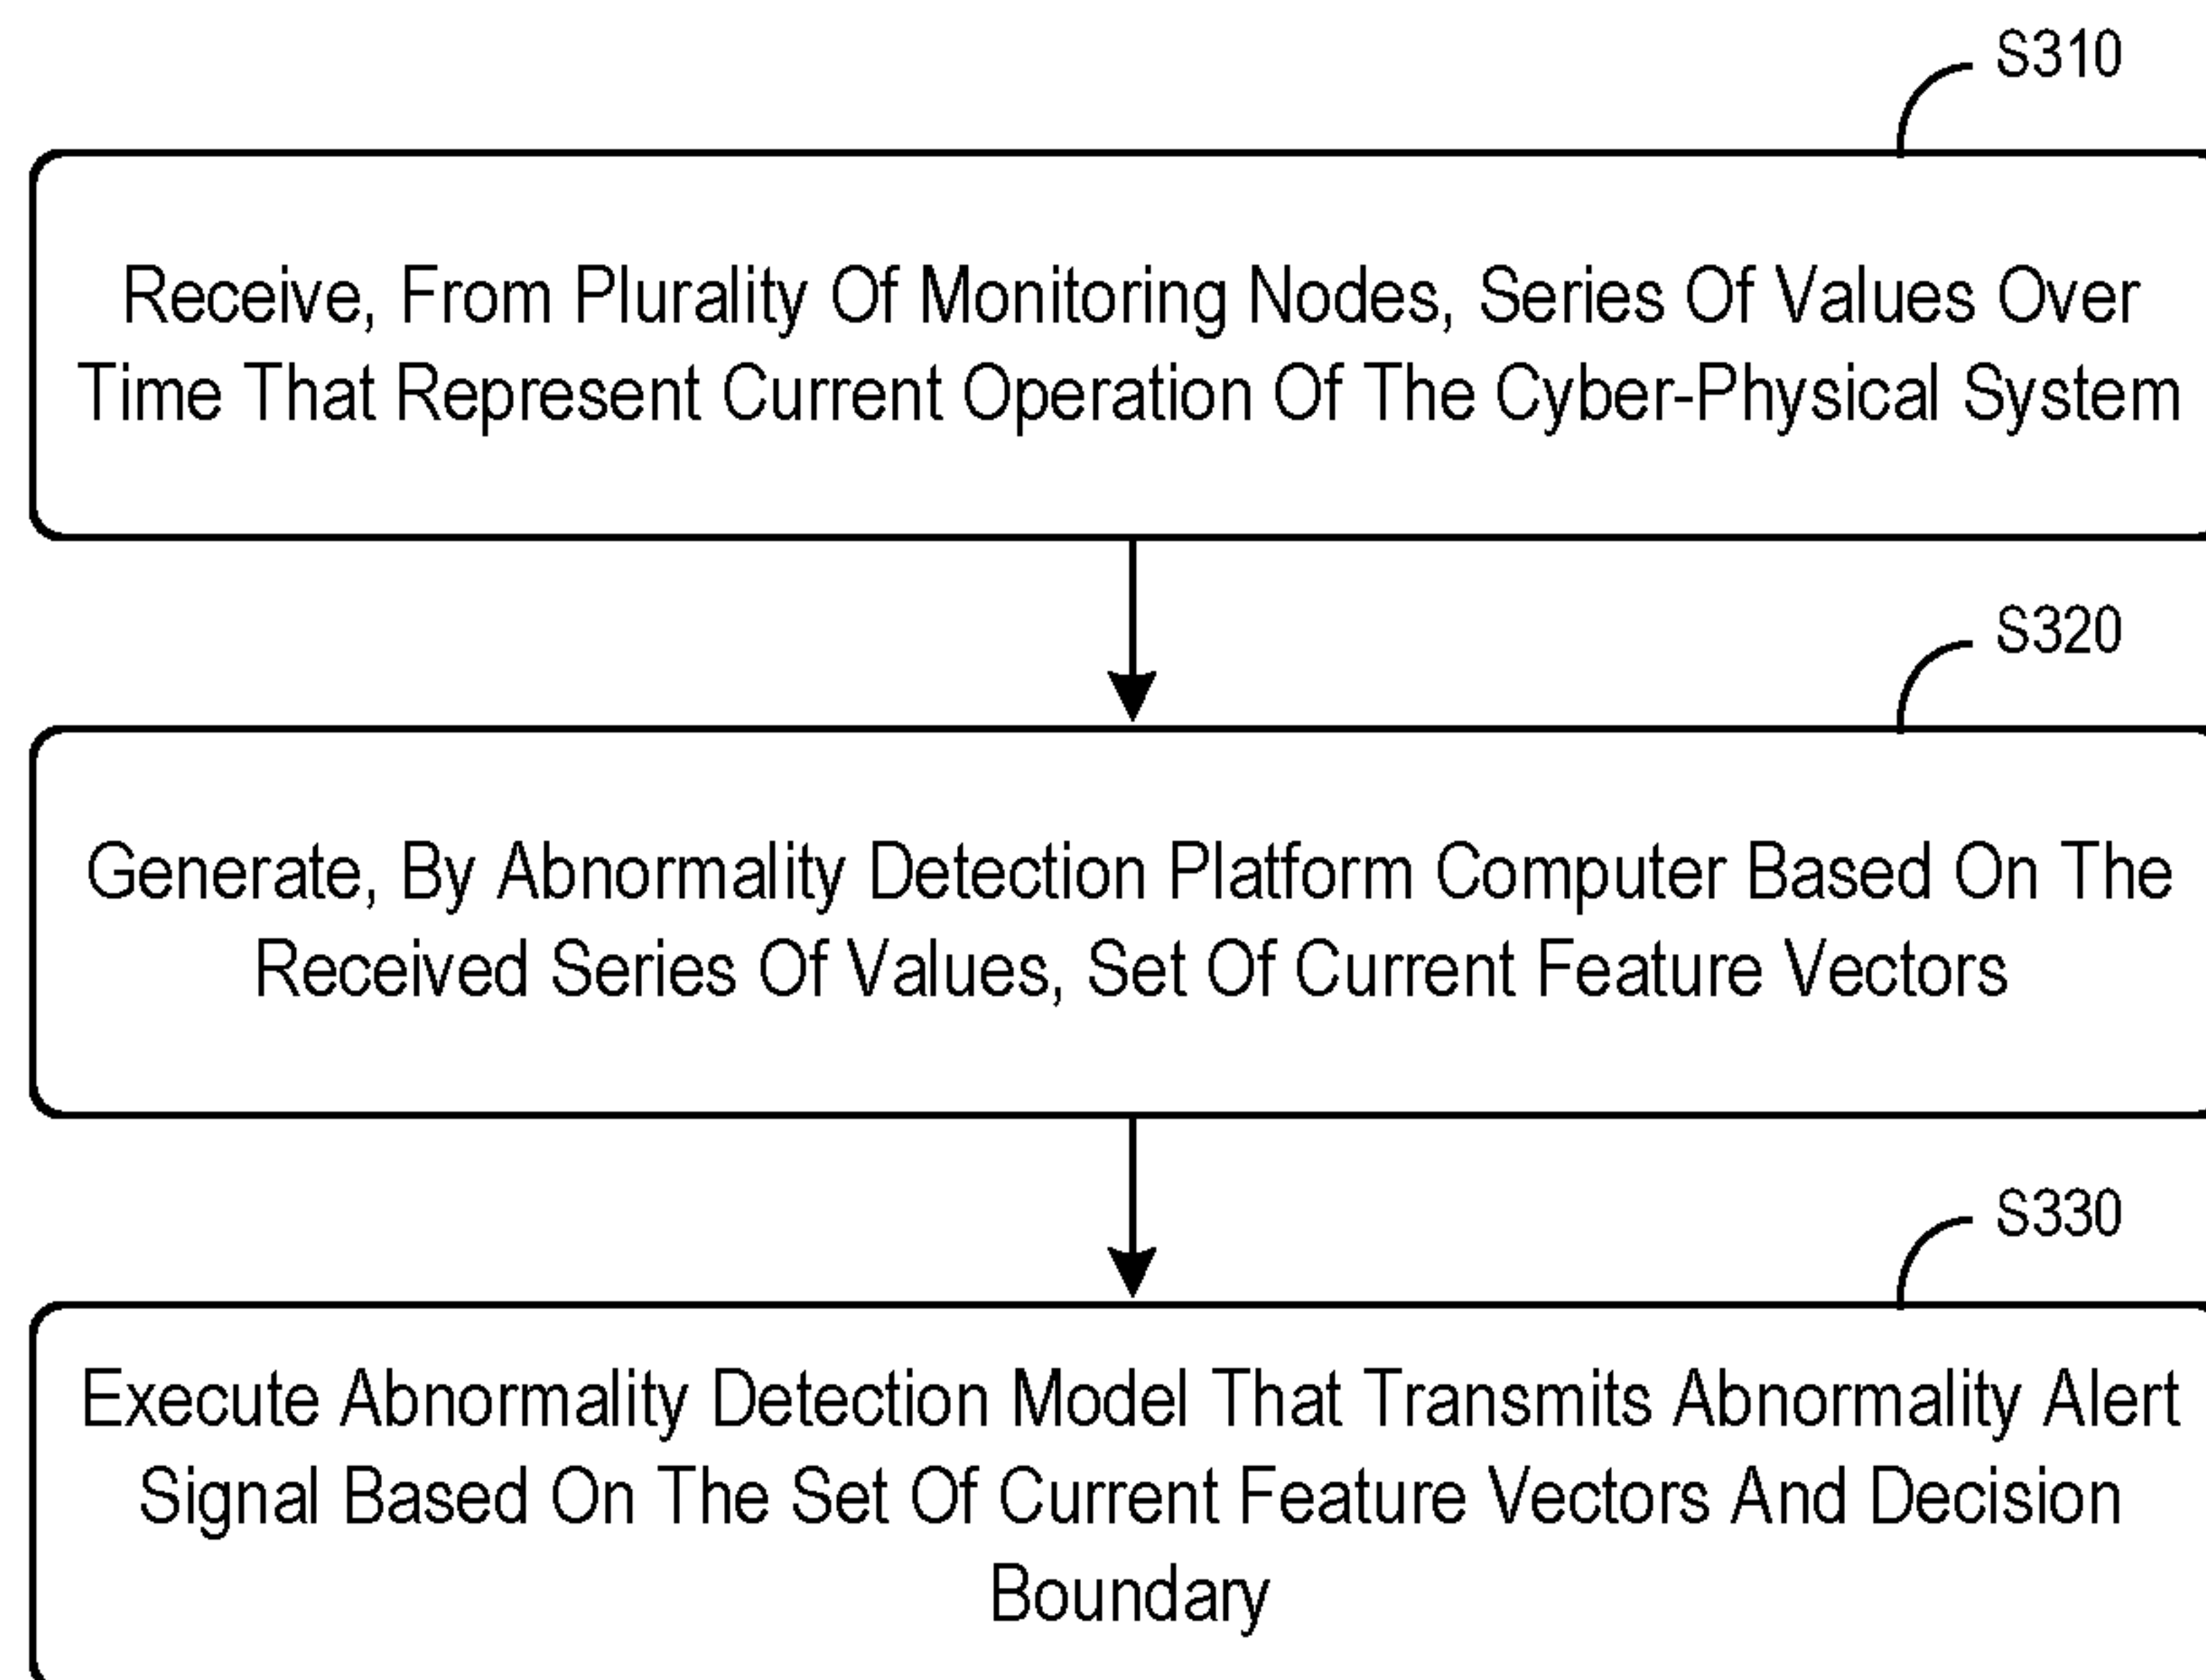 S310
Receive, From Plurality Of Monitoring Nodes, Series Of Values Over
Time That Represent Current Operation Of The Cyber-Physical System
S320
Generate, By Abnormality Detection Platform Computer Based On The
Received Series Of Values, Set Of Current Feature Vectors
S330
Execute Abnormality Detection Model That Transmits Abnormality Alert
Signal Based On The Set Of Current Feature Vectors And Decision
Boundary